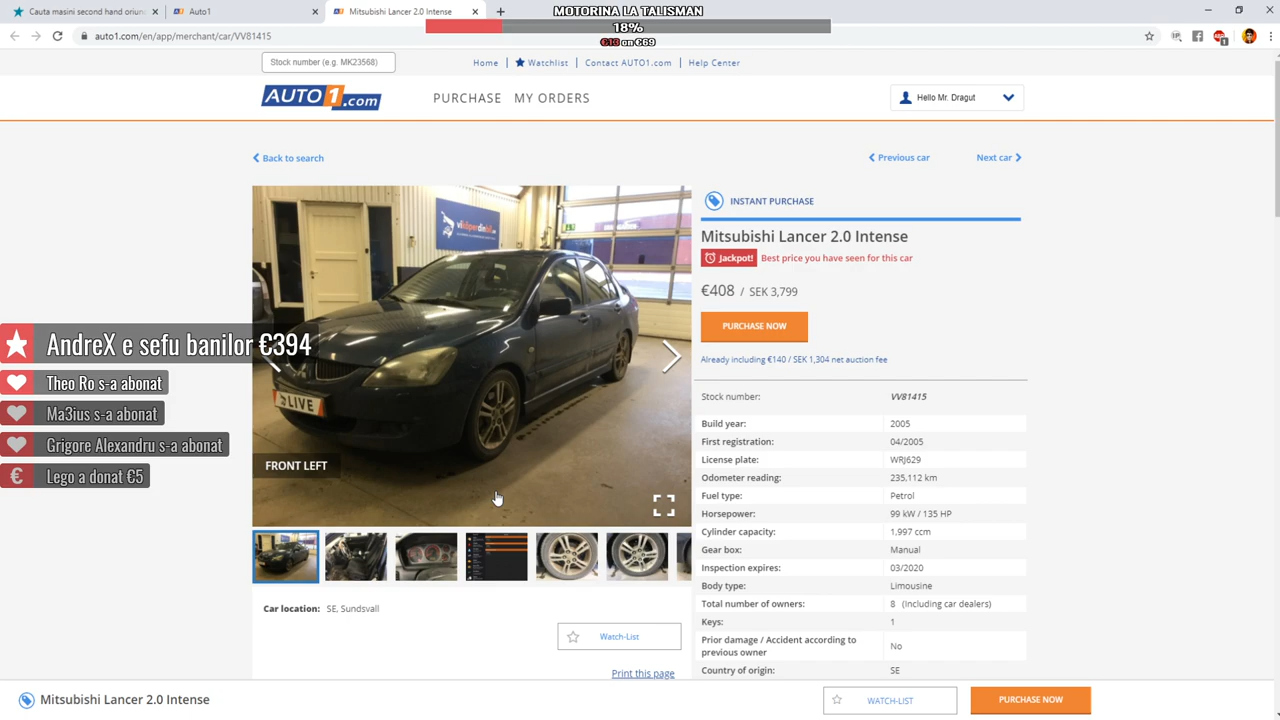 Cauta masini second hand oriun
Auto1
Mitsubishi Lancer 2.0 Intense
MOTORINA LA TALISMAN
18%
€13 on €69
auto1.com/en/app/merchant/car/VV81415
Stock number (e.g. MK23568)
Home
Watchlist
Contact AUTO1.com
Help Center
AUTO1.com
PURCHASE MY ORDERS
Hello Mr. Dragut
Back to search
Previous car
Next car
INSTANT PURCHASE
Mitsubishi Lancer 2.0 Intense
Jackpot! Best price you have seen for this car
€408 / SEK 3,799
PURCHASE NOW
Already including €140 / SEK 1,304 net auction fee
LIVE
FRONT LEFT
AndreX e sefu banilor €394
Theo Ro s-a abonat
Ma3ius s-a abonat
Grigore Alexandru s-a abonat
€ Lego a donat €5
Stock number: VV81415
Build year: 2005
First registration: 04/2005
License plate: WRJ629
Odometer reading: 235,112 km
Fuel type: Petrol
Horsepower: 99 kW / 135 HP
Cylinder capacity: 1,997 ccm
Gear box: Manual
Inspection expires: 03/2020
Body type: Limousine
Total number of owners: 8 (Including car dealers)
Keys: 1
Prior damage / Accident according to
previous owner No
Country of origin: SE
Car location: SE, Sundsvall
Watch-List
Print this page
Mitsubishi Lancer 2.0 Intense
WATCH-LIST
PURCHASE NOW